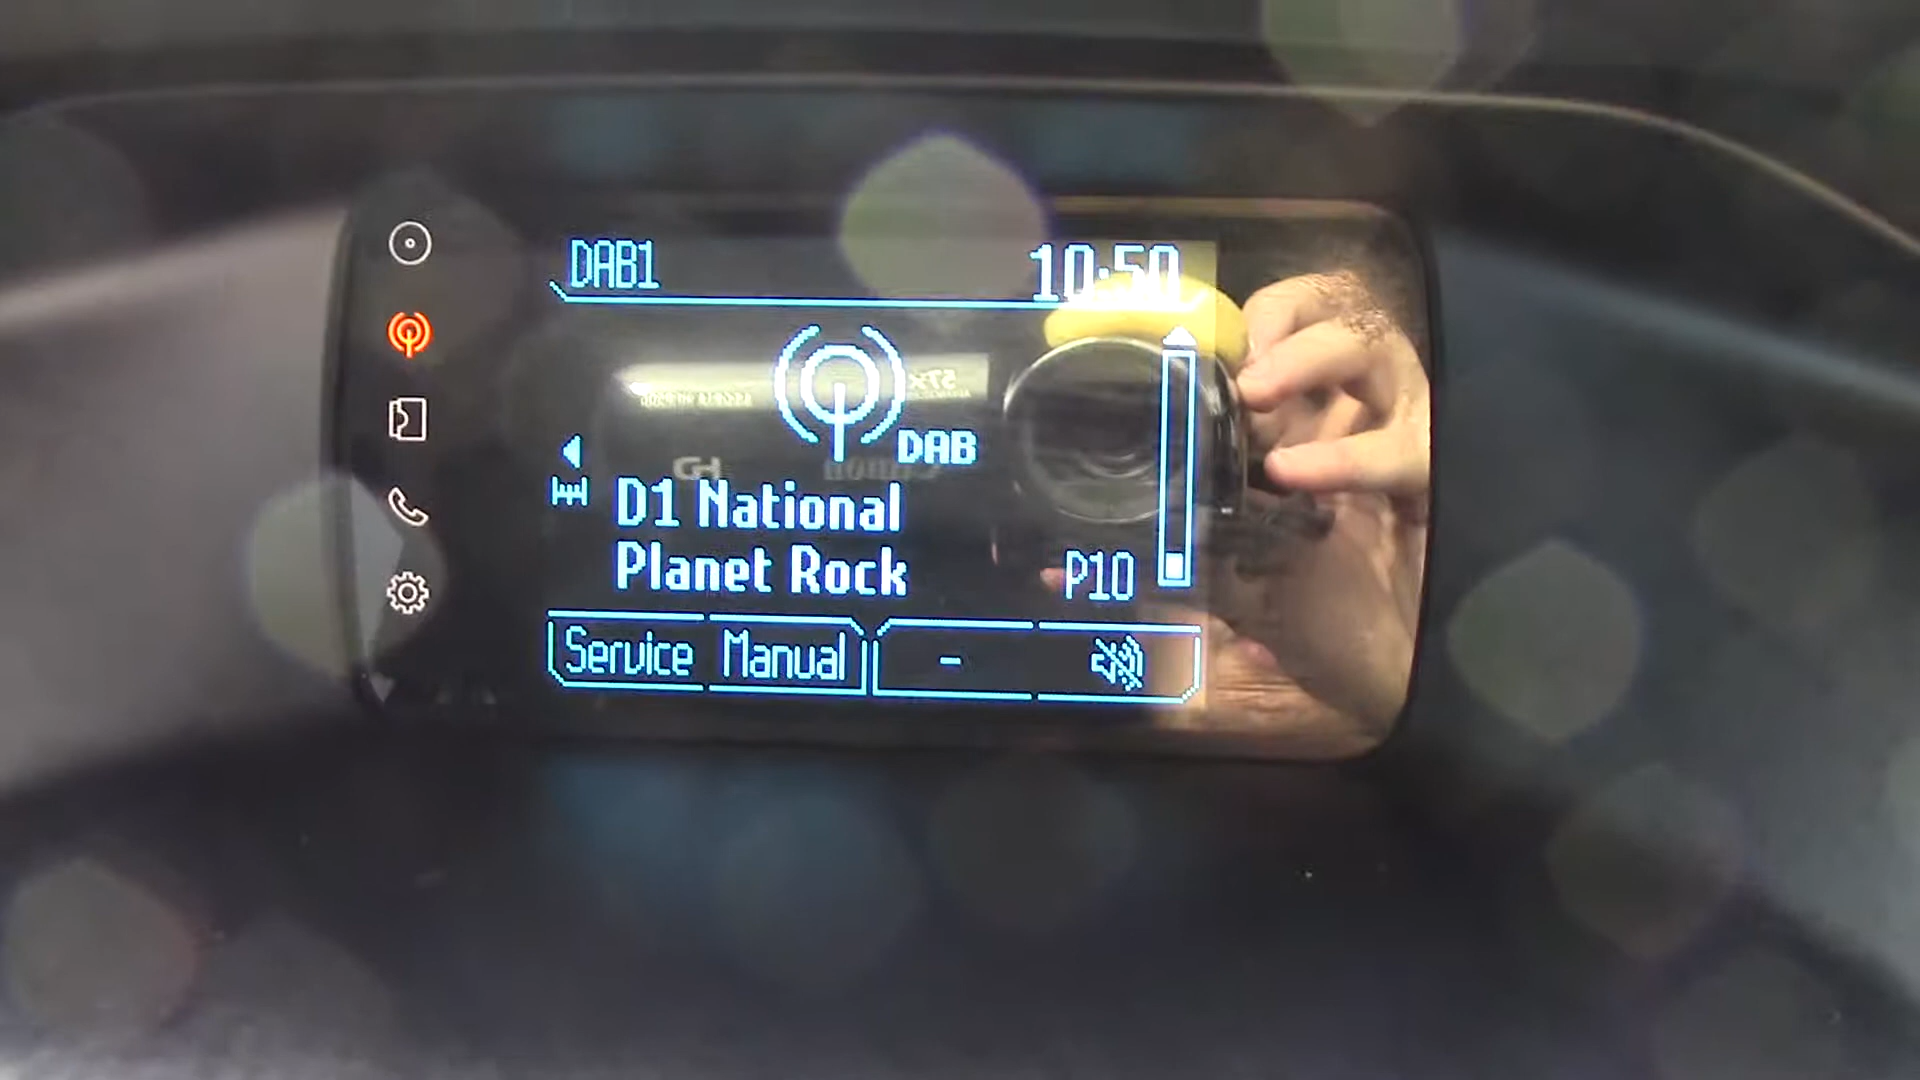 DAB1
10:50
DAB
D1 National
Planet Rock
P10
Service Manual -